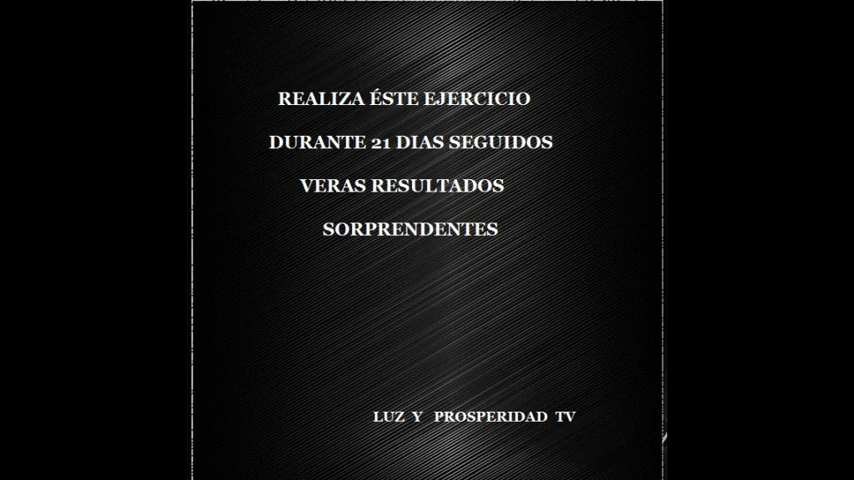 REALIZA ÉSTE EJERCICIO
DURANTE 21 DIAS SEGUIDOS
VERAS RESULTADOS
SORPRENDENTES
LUZ Y PROSPERIDAD TV